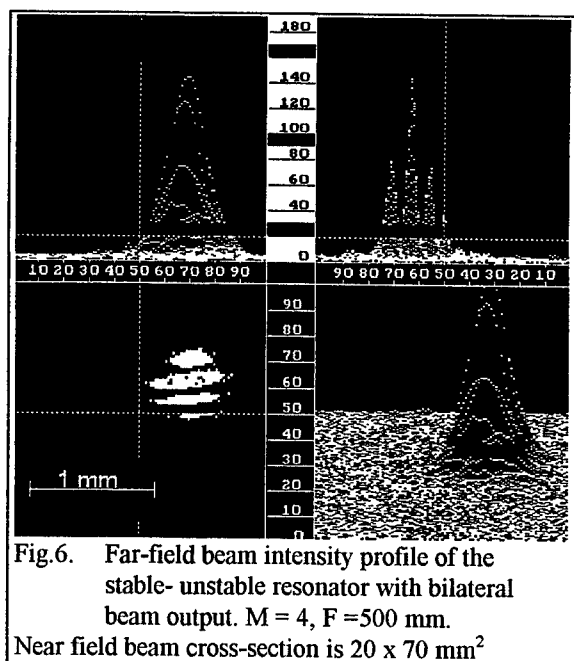 180
140
120
100
80
60
40
0
10 20 30 40 50 60 70 80 90
90 80 70 60 50 40 30 20 10
90
80
70
60
50
40
30
20
10
0
1 mm
Fig.6. Far-field beam intensity profile of the
stable- unstable resonator with bilateral
beam output. M = 4, F =500 mm.
Near field beam cross-section is 20 x 70 mm²